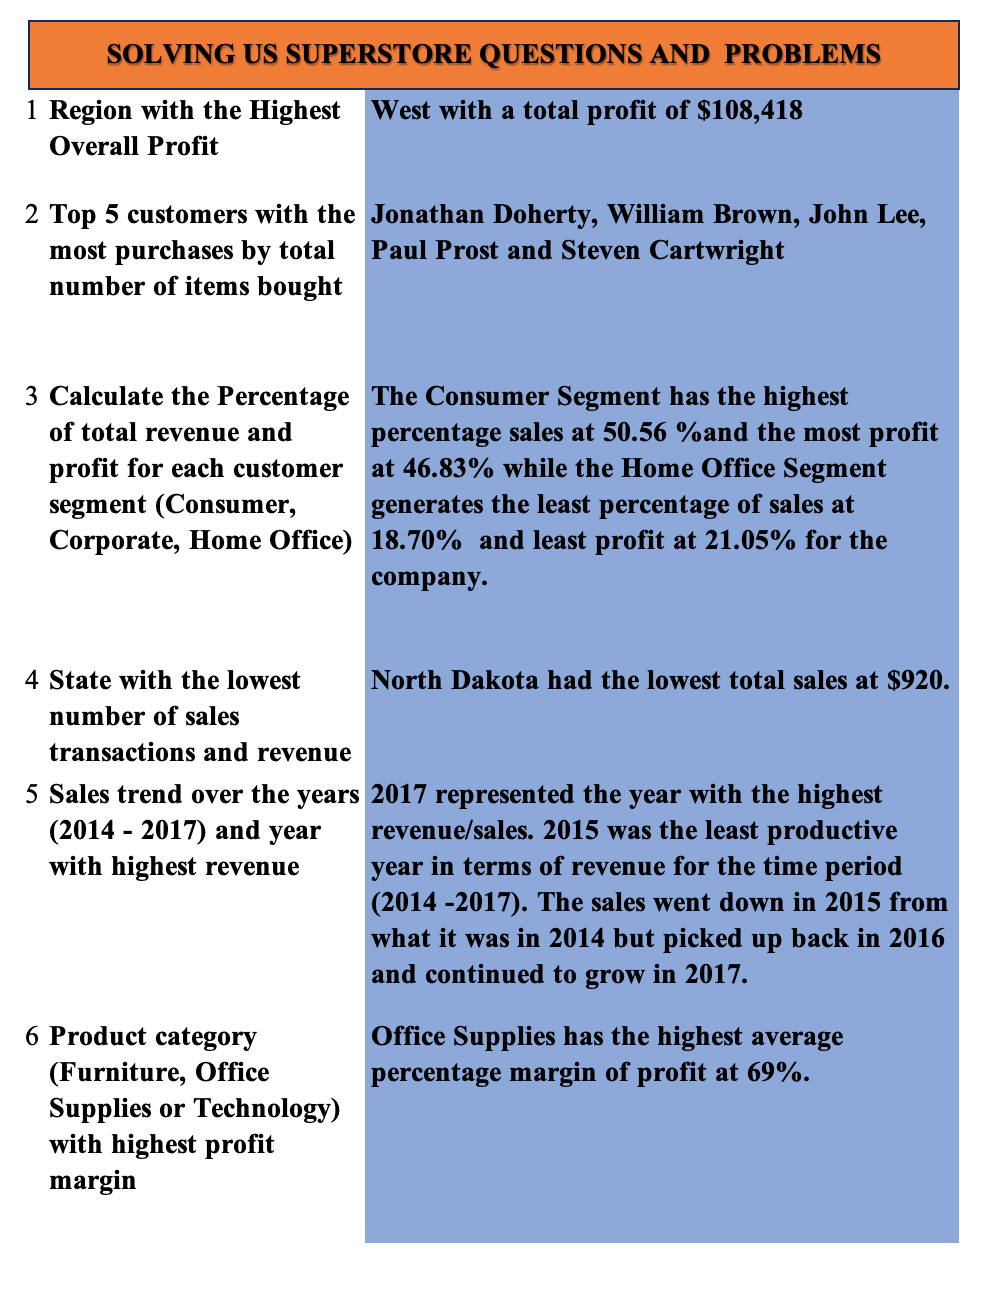 SOLVING US SUPERSTORE QUESTIONS AND  PROBLEMS
1 Region with the Highest
Overall Profit
West with a total profit of $108,418
2 Top 5 customers with the
most purchases by total
number of items bought
Jonathan Doherty, William Brown, John Lee,
Paul Prost and Steven Cartwright
3 Calculate the Percentage
of total revenue and
profit for each customer
segment (Consumer,
Corporate, Home Office)
The Consumer Segment has the highest
percentage sales at 50.56 %and the most profit
at 46.83% while the Home Office Segment
generates the least percentage of sales at
18.70%  and least profit at 21.05% for the
company.
4 State with the lowest
number of sales
transactions and revenue
North Dakota had the lowest total sales at $920.
5 Sales trend over the years
(2014 - 2017) and year
with highest revenue
2017 represented the year with the highest
revenue/sales. 2015 was the least productive
year in terms of revenue for the time period
(2014 -2017). The sales went down in 2015 from
what it was in 2014 but picked up back in 2016
and continued to grow in 2017.
6 Product category
(Furniture, Office
Supplies or Technology)
with highest profit
margin
Office Supplies has the highest average
percentage margin of profit at 69%.